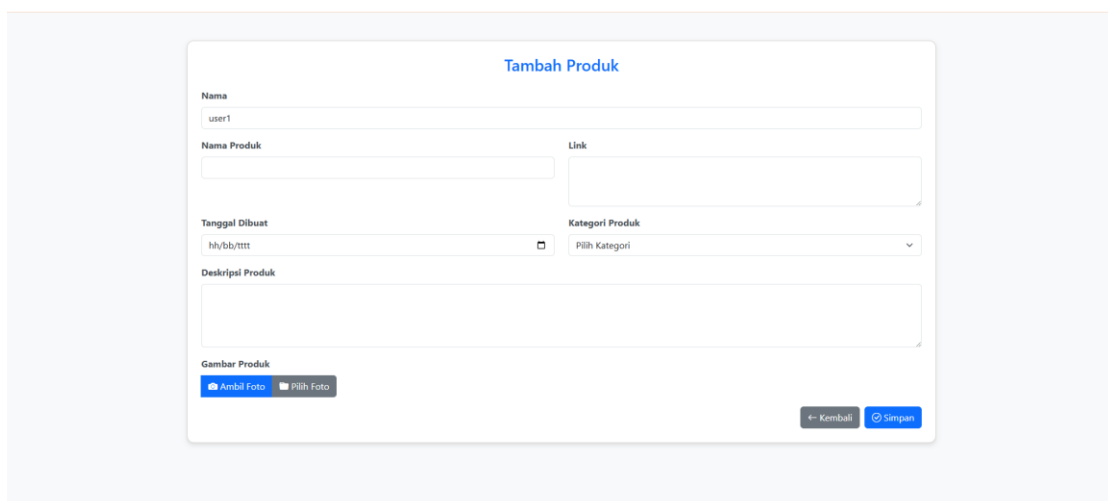 Tambah Produk
Nama
user1
Nama Produk
Link
Tanggal Dibuat
Kategori Produk
hh/bb/tttt
Pilih Kategori
Deskripsi Produk
Gambar Produk
Ambil Foto
Pilih Foto
← Kembali
Simpan